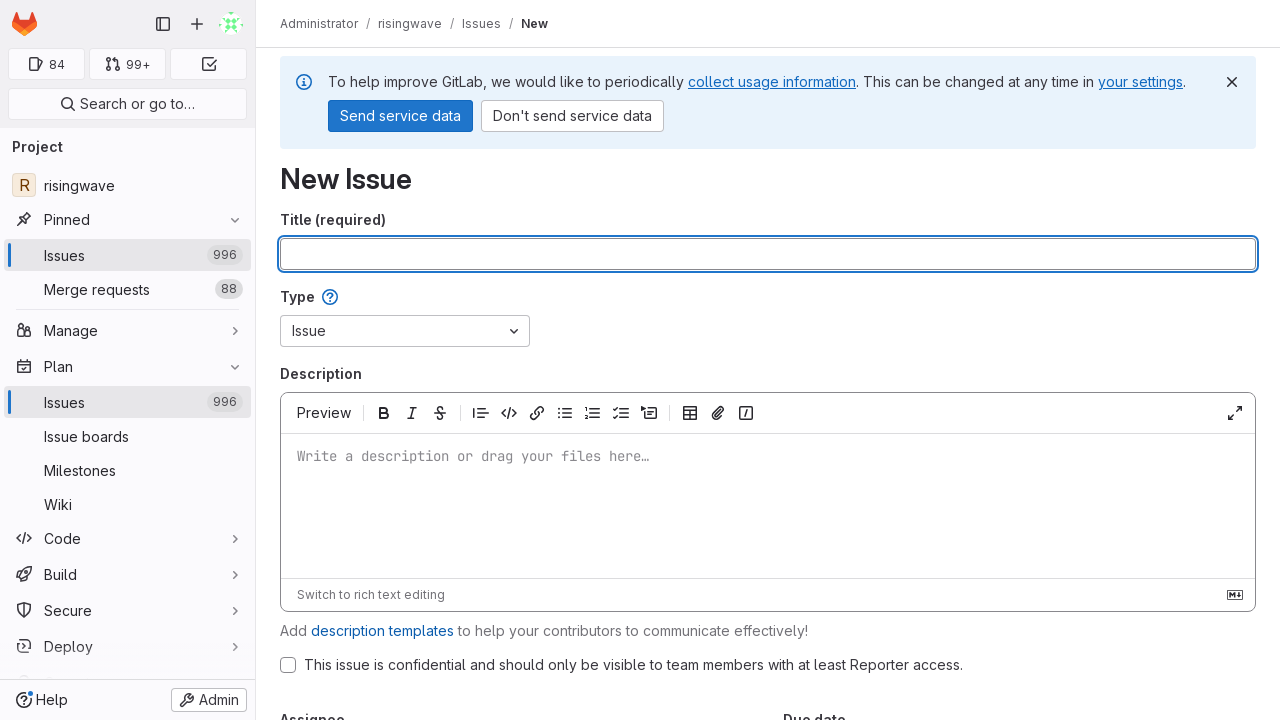 Administrator / risingwave / Issues / New
84
99+
Search or go to…
Project
R risingwave
Pinned
Issues 996
Merge requests 88
Manage
Plan
Issues 996
Issue boards
Milestones
Wiki
Code
Build
Secure
Deploy
Help
Admin
To help improve GitLab, we would like to periodically collect usage information. This can be changed at any time in your settings.
Send service data
Don't send service data
New Issue
Title (required)
Type
Issue
Description
Preview
Write a description or drag your files here…
Switch to rich text editing
Add description templates to help your contributors to communicate effectively!
This issue is confidential and should only be visible to team members with at least Reporter access.
Assignee
Due date